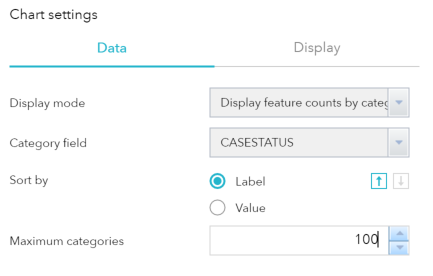 Chart settings
Data Display
Display mode Display feature counts by categ
Category field CASESTATUS
Sort by Label
Value
Maximum categories 100